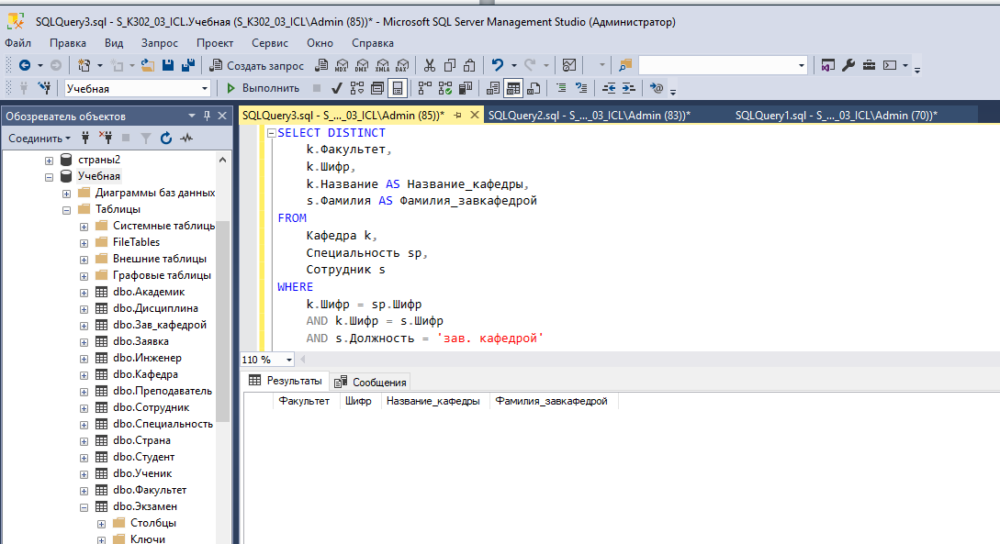 SQLQuery3.sql - S_K302_03_ICL.Учебная (S_K302_03_ICL\Admin (85))* - Microsoft SQL Server Management Studio (Администратор)
Файл Правка Вид Запрос Проект Сервис Окно Справка
Создать запрос MDX DMX XMLA DAX
Учебная Выполнить
Обозреватель объектов
SQLQuery3.sql - S_..._03_ICL\Admin (85))* SQLQuery2.sql - S_..._03_ICL\Admin (83))* SQLQuery1.sql - S_..._03_ICL\Admin (70))*
Соединить
страны2
Учебная
Диаграммы баз данных
Таблицы
Системные таблицы
FileTables
Внешние таблицы
Графовые таблицы
dbo.Академик
dbo.Дисциплина
dbo.Зав_кафедрой
dbo.Заявка
dbo.Инженер
dbo.Кафедра
dbo.Преподаватель
dbo.Сотрудник
dbo.Специальность
dbo.Страна
dbo.Студент
dbo.Ученик
dbo.Факультет
dbo.Экзамен
Столбцы
Ключи
SELECT DISTINCT
k.Факультет,
k.Шифр,
k.Название AS Название_кафедры,
s.Фамилия AS Фамилия_завкафедрой
FROM
Кафедра k,
Специальность sp,
Сотрудник s
WHERE
k.Шифр = sp.Шифр
AND k.Шифр = s.Шифр
AND s.Должность = 'зав. кафедрой'
110 %
Результаты Сообщения
Факультет Шифр Название_кафедры Фамилия_завкафедрой